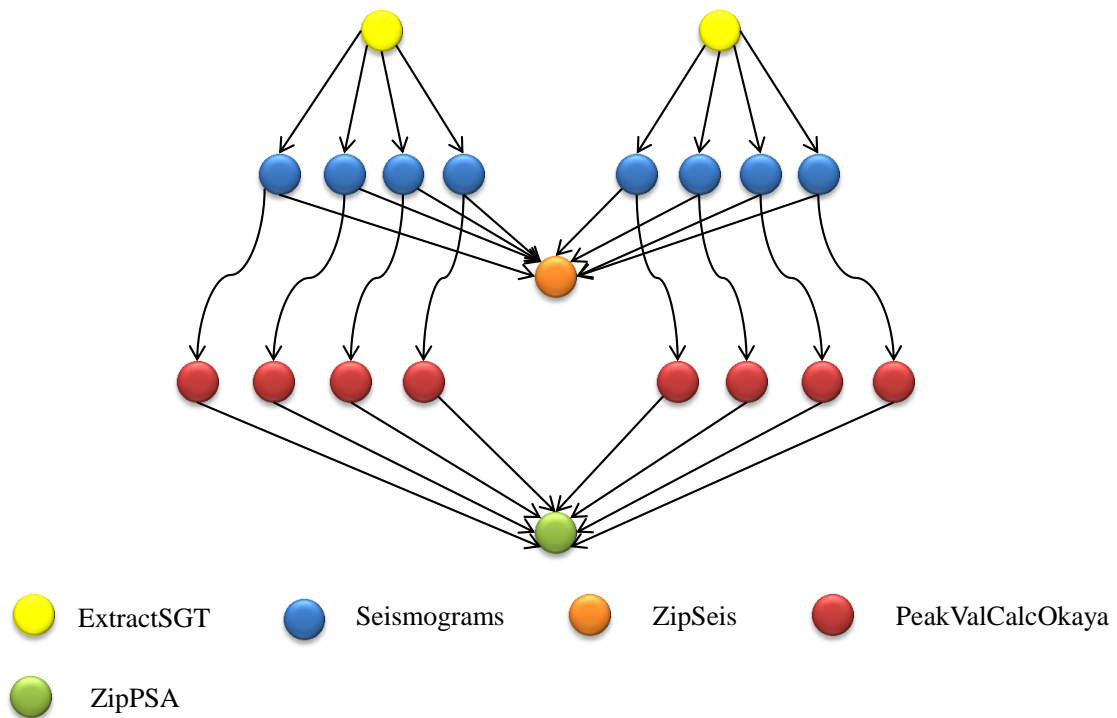 ExtractSGT
Seismograms
ZipSeis
PeakValCalcOkaya
ZipPSA